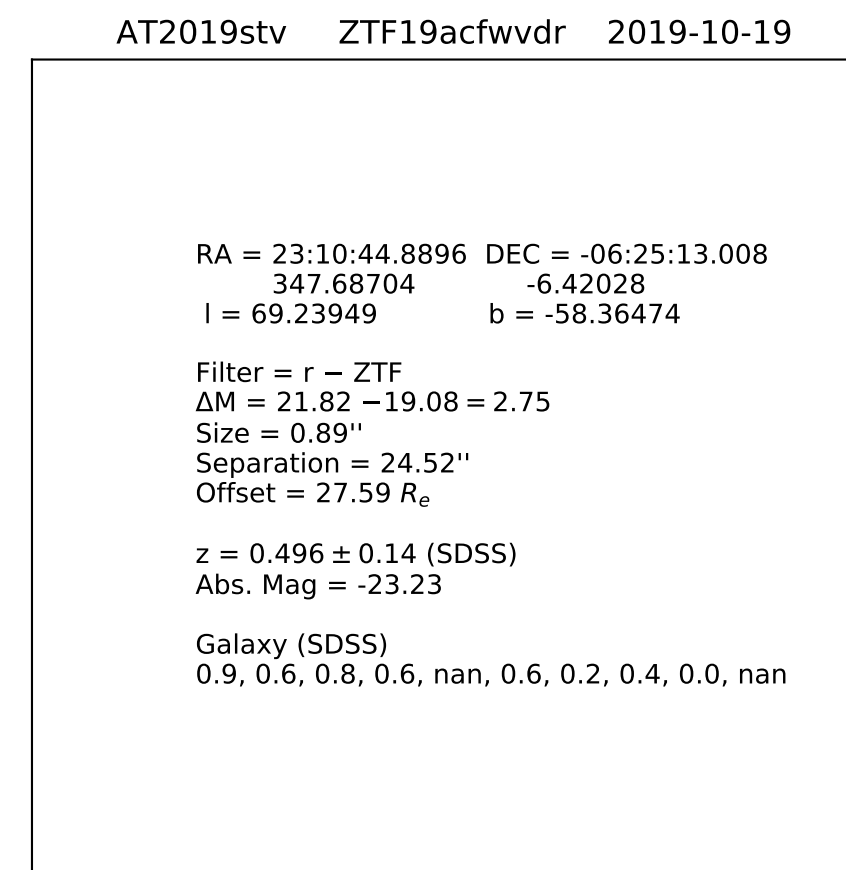 AT2019stv ZTF19acfwvdr 2019-10-19
RA = 23:10:44.8896 DEC = -06:25:13.008
347.68704 -6.42028
l = 69.23949 b = -58.36474
Filter = r − ZTF
ΔM = 21.82 −19.08 = 2.75
Size = 0.89''
Separation = 24.52''
Offset = 27.59 Rₑ
z = 0.496 ± 0.14 (SDSS)
Abs. Mag = -23.23
Galaxy (SDSS)
0.9, 0.6, 0.8, 0.6, nan, 0.6, 0.2, 0.4, 0.0, nan